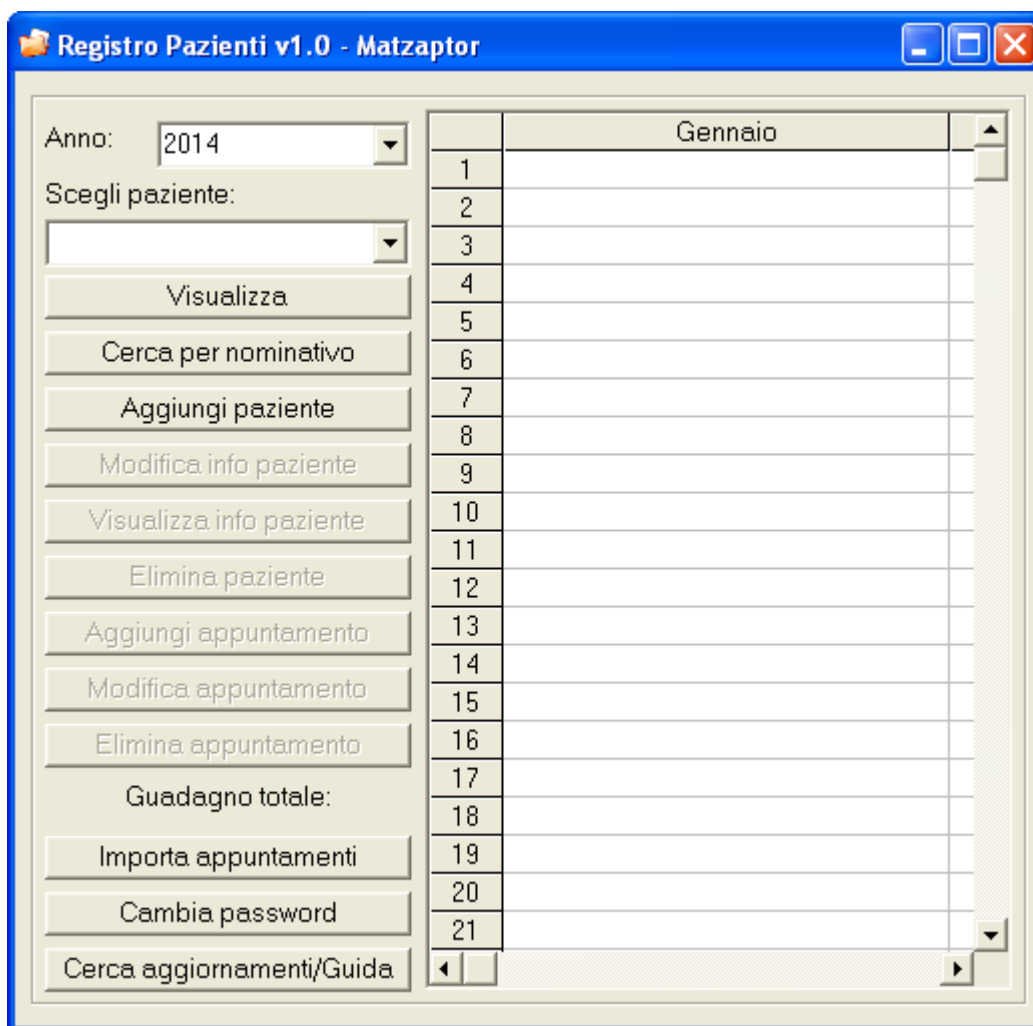 Registro Pazienti v1.0 - Matzaptor
Anno:
2014
Scegli paziente:
Visualizza
Cerca per nominativo
Aggiungi paziente
Modifica info paziente
Visualizza info paziente
Elimina paziente
Aggiungi appuntamento
Modifica appuntamento
Elimina appuntamento
Guadagno totale:
Importa appuntamenti
Cambia password
Cerca aggiornamenti/Guida
Gennaio
1
2
3
4
5
6
7
8
9
10
11
12
13
14
15
16
17
18
19
20
21